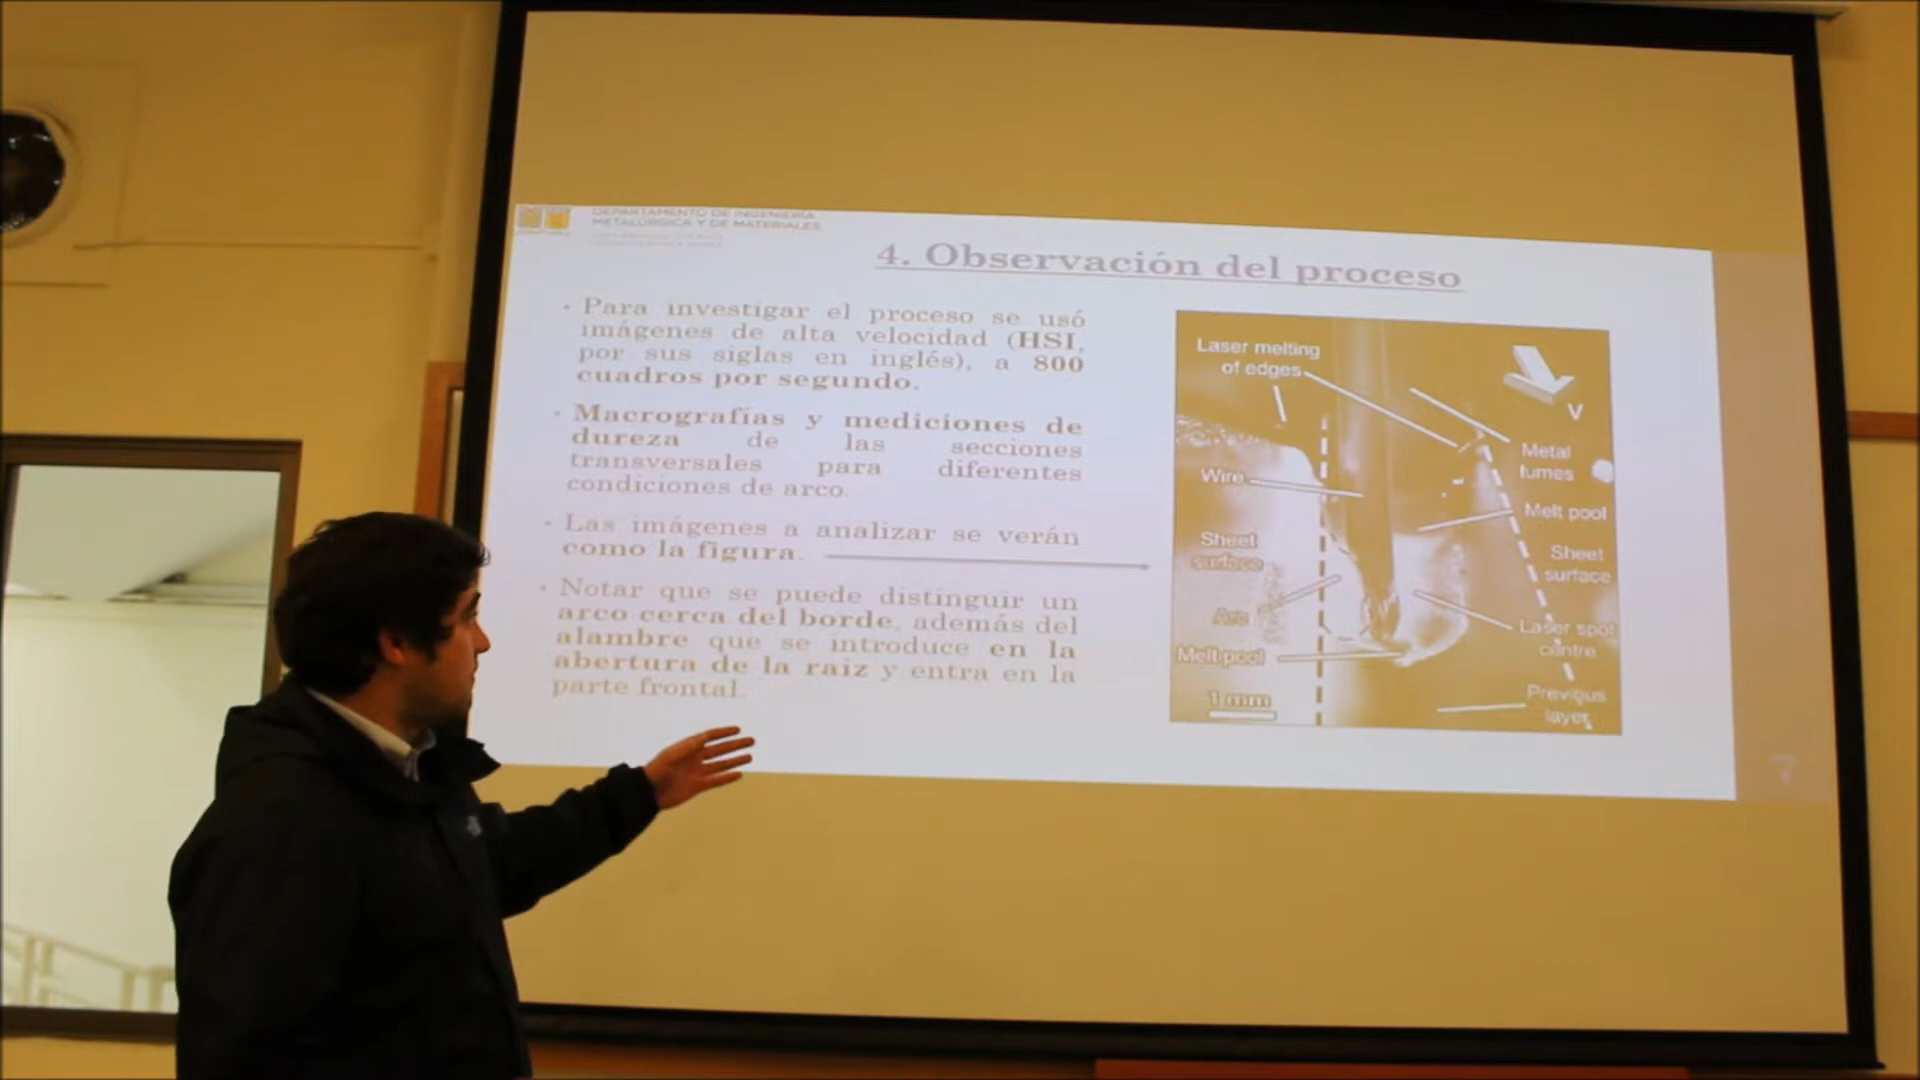 DEPARTAMENTO DE INGENIERÍA
METALÚRGICA Y DE MATERIALES
4. Observación del proceso
• Para investigar el proceso se usó
imágenes de alta velocidad (HSI,
por sus siglas en inglés), a 800
cuadros por segundo.
• Macrografías y mediciones de
dureza de las secciones
transversales para diferentes
condiciones de arco.
• Las imágenes a analizar se verán
como la figura.
• Notar que se puede distinguir un
arco cerca del borde, además del
alambre que se introduce en la
abertura de la raiz y entra en la
parte frontal.
Laser melting
of edges
V
Metal
fumes
Wire
Melt pool
Sheet
surface
Sheet
surface
Arc
Laser spot
centre
Melt pool
Previous
layer
1 mm
7